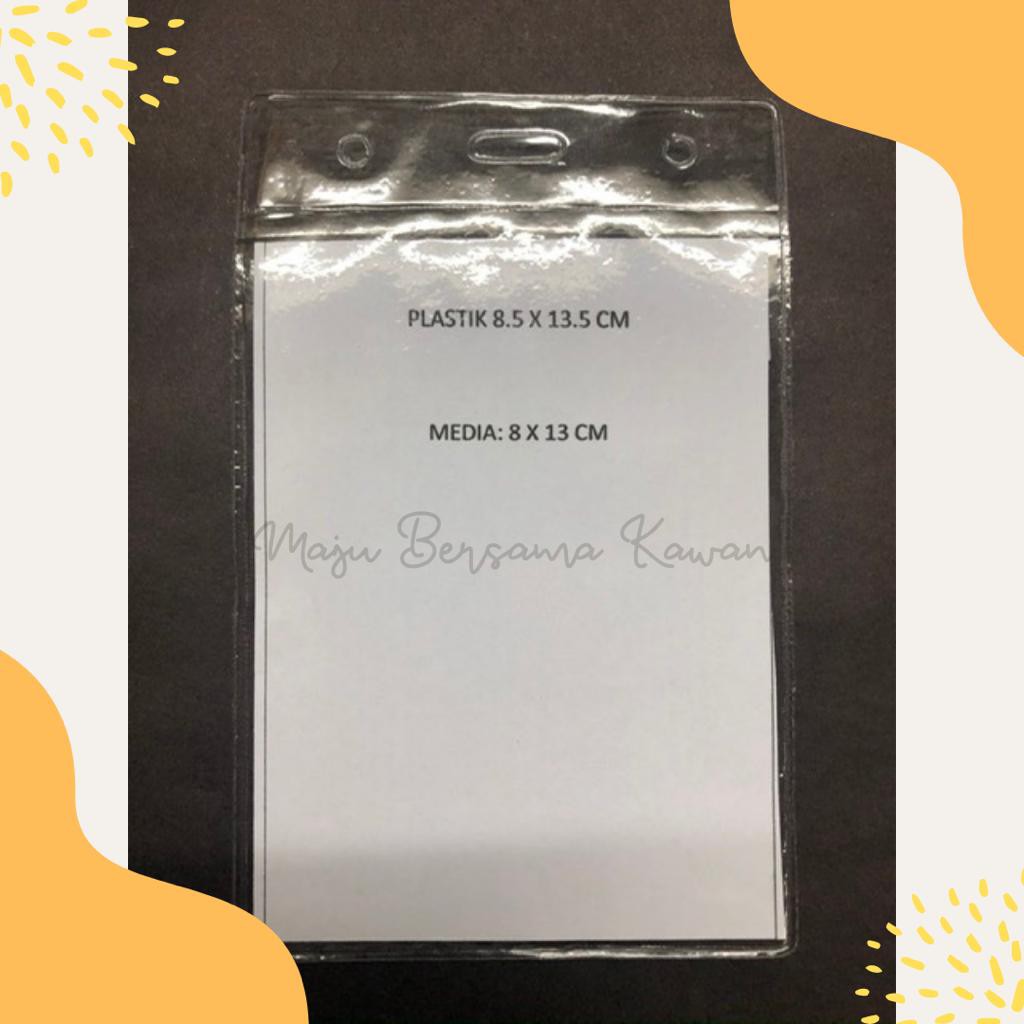 PLASTIK 8.5 X 13.5 CM
MEDIA: 8 X 13 CM
Maju Bersama Kawan